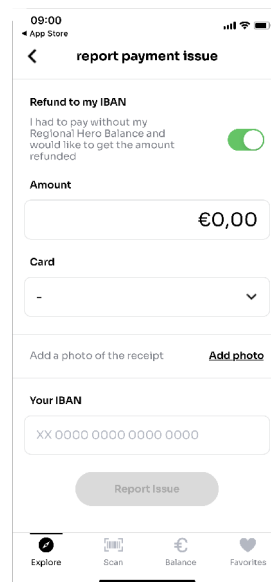 09:00
◀ App Store
report payment issue
Refund to my IBAN
I had to pay without my
Regional Hero Balance and
would like to get the amount
refunded
Amount
€0,00
Card
-
Add a photo of the receipt Add photo
Your IBAN
XX 0000 0000 0000 0000
Report Issue
Explore Scan Balance Favorites